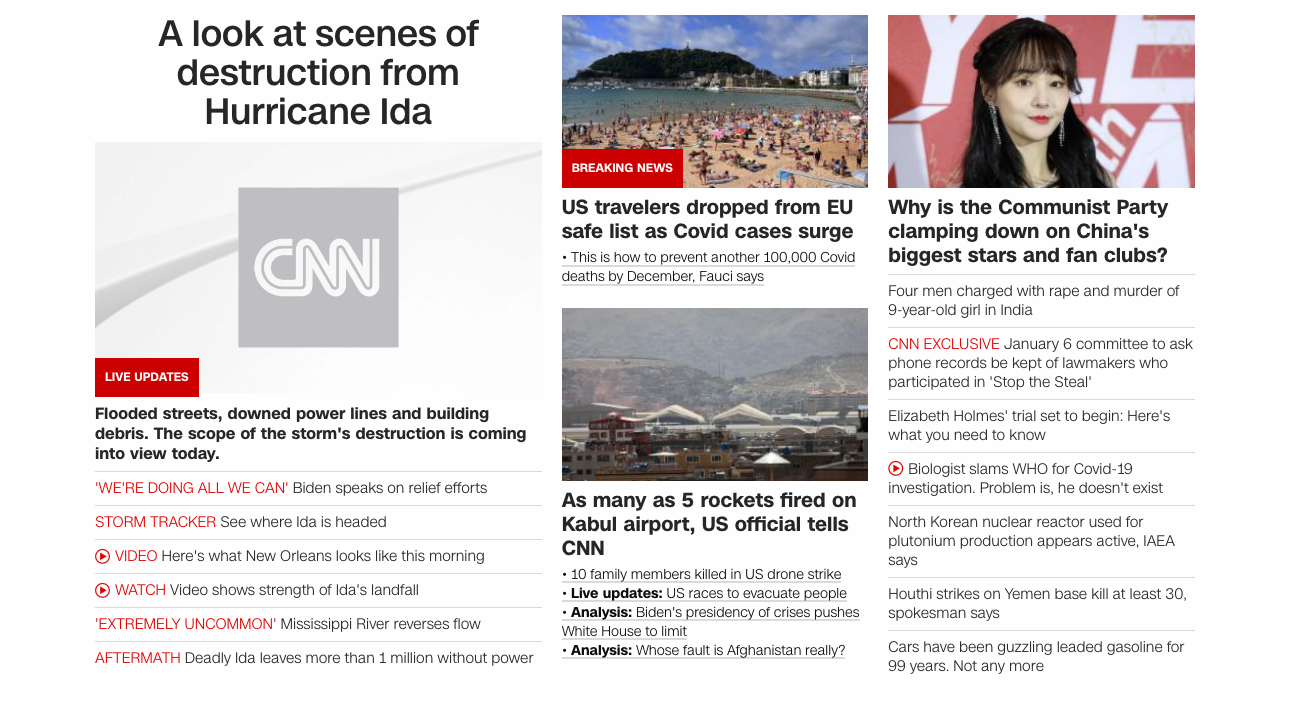 A look at scenes of
destruction from
Hurricane Ida
CNN
LIVE UPDATES
Flooded streets, downed power lines and building
debris. The scope of the storm's destruction is coming
into view today.
'WE'RE DOING ALL WE CAN' Biden speaks on relief efforts
STORM TRACKER See where Ida is headed
VIDEO Here's what New Orleans looks like this morning
WATCH Video shows strength of Ida's landfall
'EXTREMELY UNCOMMON' Mississippi River reverses flow
AFTERMATH Deadly Ida leaves more than 1 million without power
BREAKING NEWS
US travelers dropped from EU
safe list as Covid cases surge
• This is how to prevent another 100,000 Covid
deaths by December, Fauci says
As many as 5 rockets fired on
Kabul airport, US official tells
CNN
• 10 family members killed in US drone strike
• Live updates: US races to evacuate people
• Analysis: Biden's presidency of crises pushes
White House to limit
• Analysis: Whose fault is Afghanistan really?
Why is the Communist Party
clamping down on China's
biggest stars and fan clubs?
Four men charged with rape and murder of
9-year-old girl in India
CNN EXCLUSIVE January 6 committee to ask
phone records be kept of lawmakers who
participated in 'Stop the Steal'
Elizabeth Holmes' trial set to begin: Here's
what you need to know
Biologist slams WHO for Covid-19
investigation. Problem is, he doesn't exist
North Korean nuclear reactor used for
plutonium production appears active, IAEA
says
Houthi strikes on Yemen base kill at least 30,
spokesman says
Cars have been guzzling leaded gasoline for
99 years. Not any more